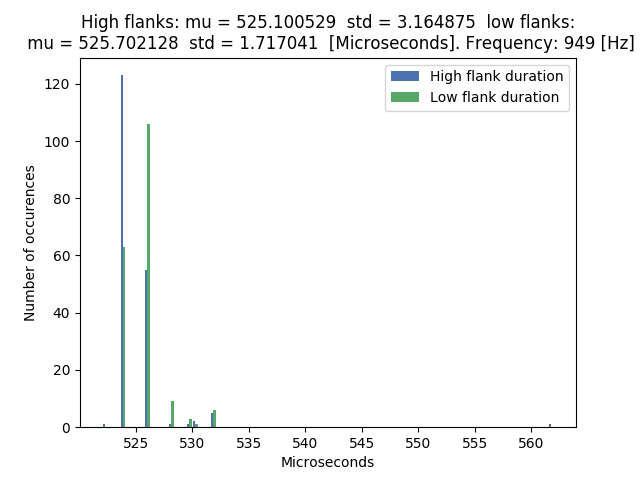 High flanks: mu = 525.100529  std = 3.164875  low flanks:
mu = 525.702128  std = 1.717041  [Microseconds]. Frequency: 949 [Hz]
High flank duration
Low flank duration
Number of occurences
120
100
80
60
40
20
0
525 530 535 540 545 550 555 560
Microseconds